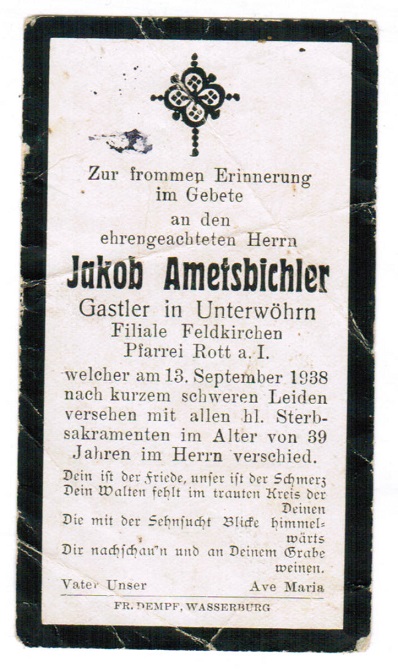 Zur frommen Erinnerung
im Gebete
an den
ehrengeachteten Herrn
Jakob Ametsbichler
Gastler in Unterwöhrn
Filiale Feldkirchen
Pfarrei Rott a. I.
welcher am 13. September 1938
nach kurzem schweren Leiden
versehen mit allen hl. Sterb-
sakramenten im Alter von 39
Jahren im Herrn verschied.
Dein ist der Friede, unser ist der Schmerz
Dein Walten fehlt im trauten Kreis der
Deinen
Die mit der Sehnsucht Blicke himmel-
wärts
Dir nachschau'n und an Deinem Grabe
weinen.
Vater Unser Ave Maria
FR. DEMPF, WASSERBURG